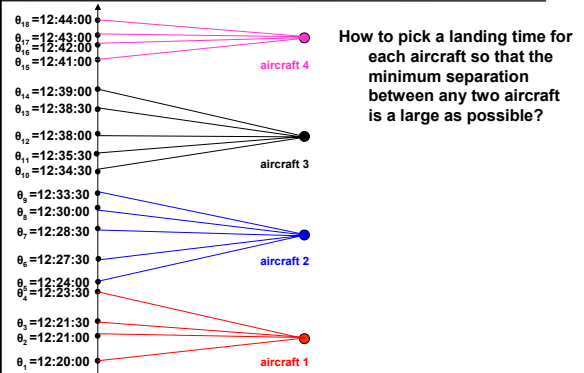 θ₁₈ =12:44:00
θ₁₇ =12:43:00
θ₁₆ =12:42:00
θ₁₅ =12:41:00
aircraft 4
θ₁₄ =12:39:00
θ₁₃ =12:38:30
θ₁₂ =12:38:00
θ₁₁ =12:35:30
θ₁₀ =12:34:30
aircraft 3
θ₉ =12:33:30
θ₈ =12:30:00
θ₇ =12:28:30
θ₆ =12:27:30
θ₅ =12:24:00
θ₄ =12:23:30
aircraft 2
θ₃ =12:21:30
θ₂ =12:21:00
θ₁ =12:20:00
aircraft 1
How to pick a landing time for
each aircraft so that the
minimum separation
between any two aircraft
is a large as possible?